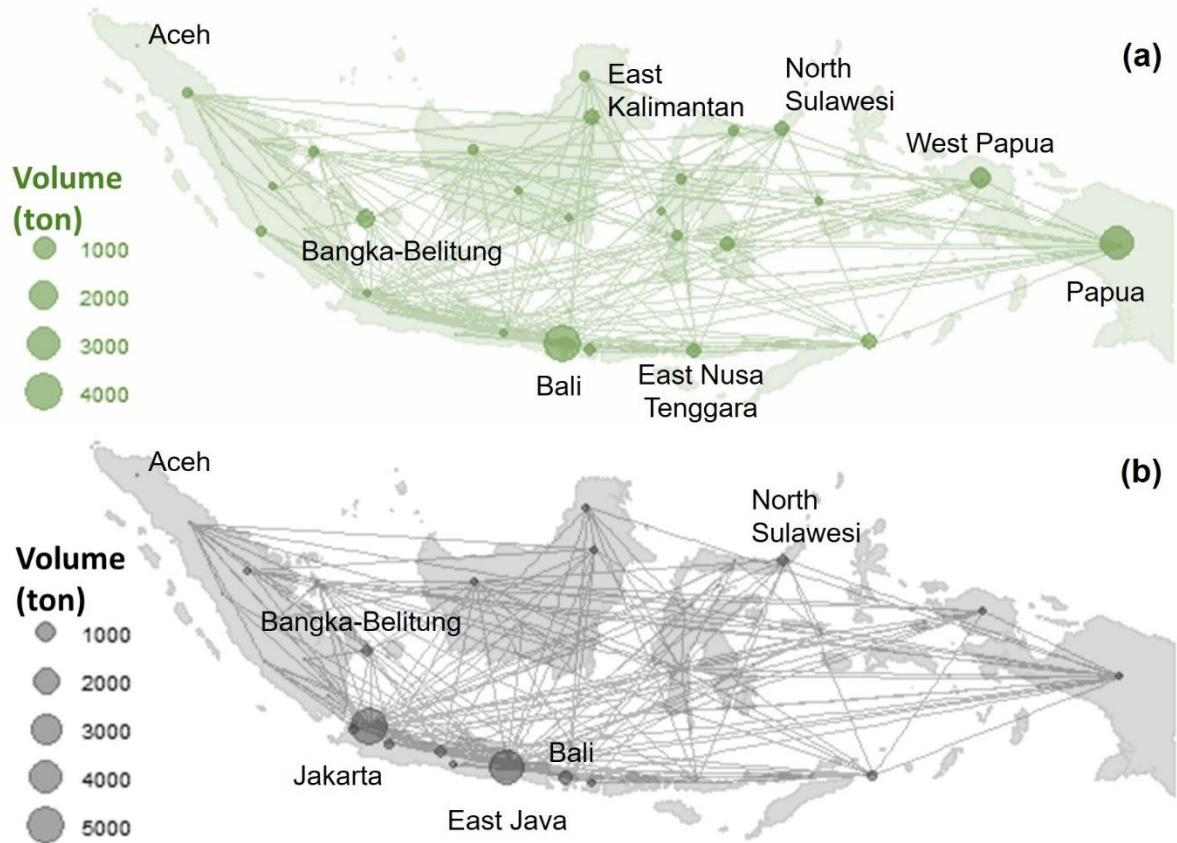 Aceh
(a)
East
Kalimantan
North
Sulawesi
West Papua
Volume
(ton)
1000
2000
3000
4000
Bangka-Belitung
Papua
Bali
East Nusa
Tenggara
Aceh
(b)
North
Sulawesi
Volume
(ton)
1000
2000
3000
4000
5000
Bangka-Belitung
Jakarta
Bali
East Java